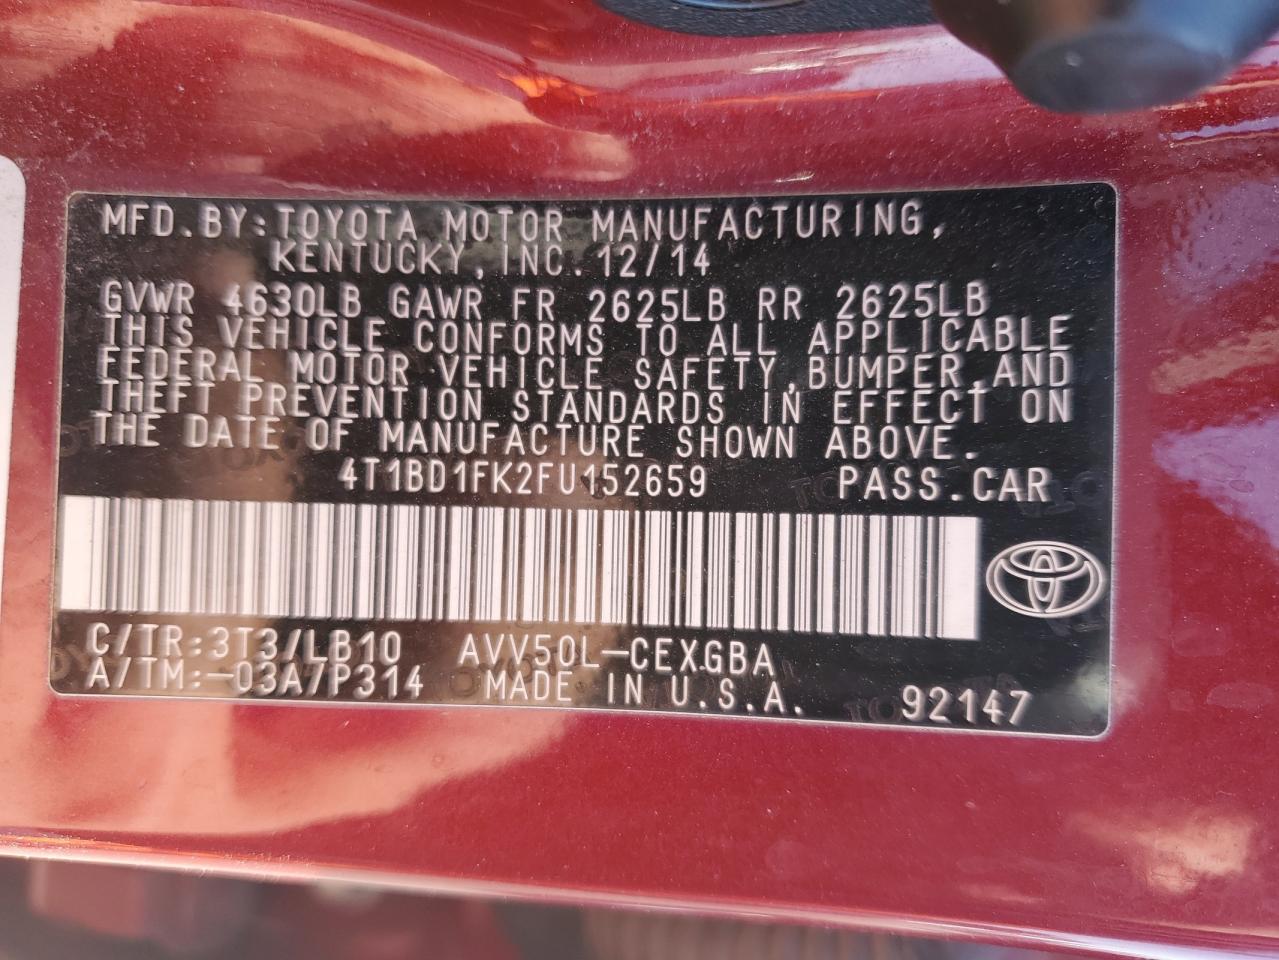 MFD.BY:TOYOTA MOTOR MANUFACTURING,
KENTUCKY,INC. 12/14
GVWR 4630LB GAWR FR 2625LB RR 2625LB
THIS VEHICLE CONFORMS TO ALL APPLICABLE
FEDERAL MOTOR VEHICLE SAFETY,BUMPER,AND
THEFT PREVENTION STANDARDS IN EFFECT ON
THE DATE OF MANUFACTURE SHOWN ABOVE.
4T1BD1FK2FU152659 PASS.CAR
C/TR:3T3/LB10 AVV50L-CEXGBA
A/TM:-03A/P314 MADE IN U.S.A. 92147